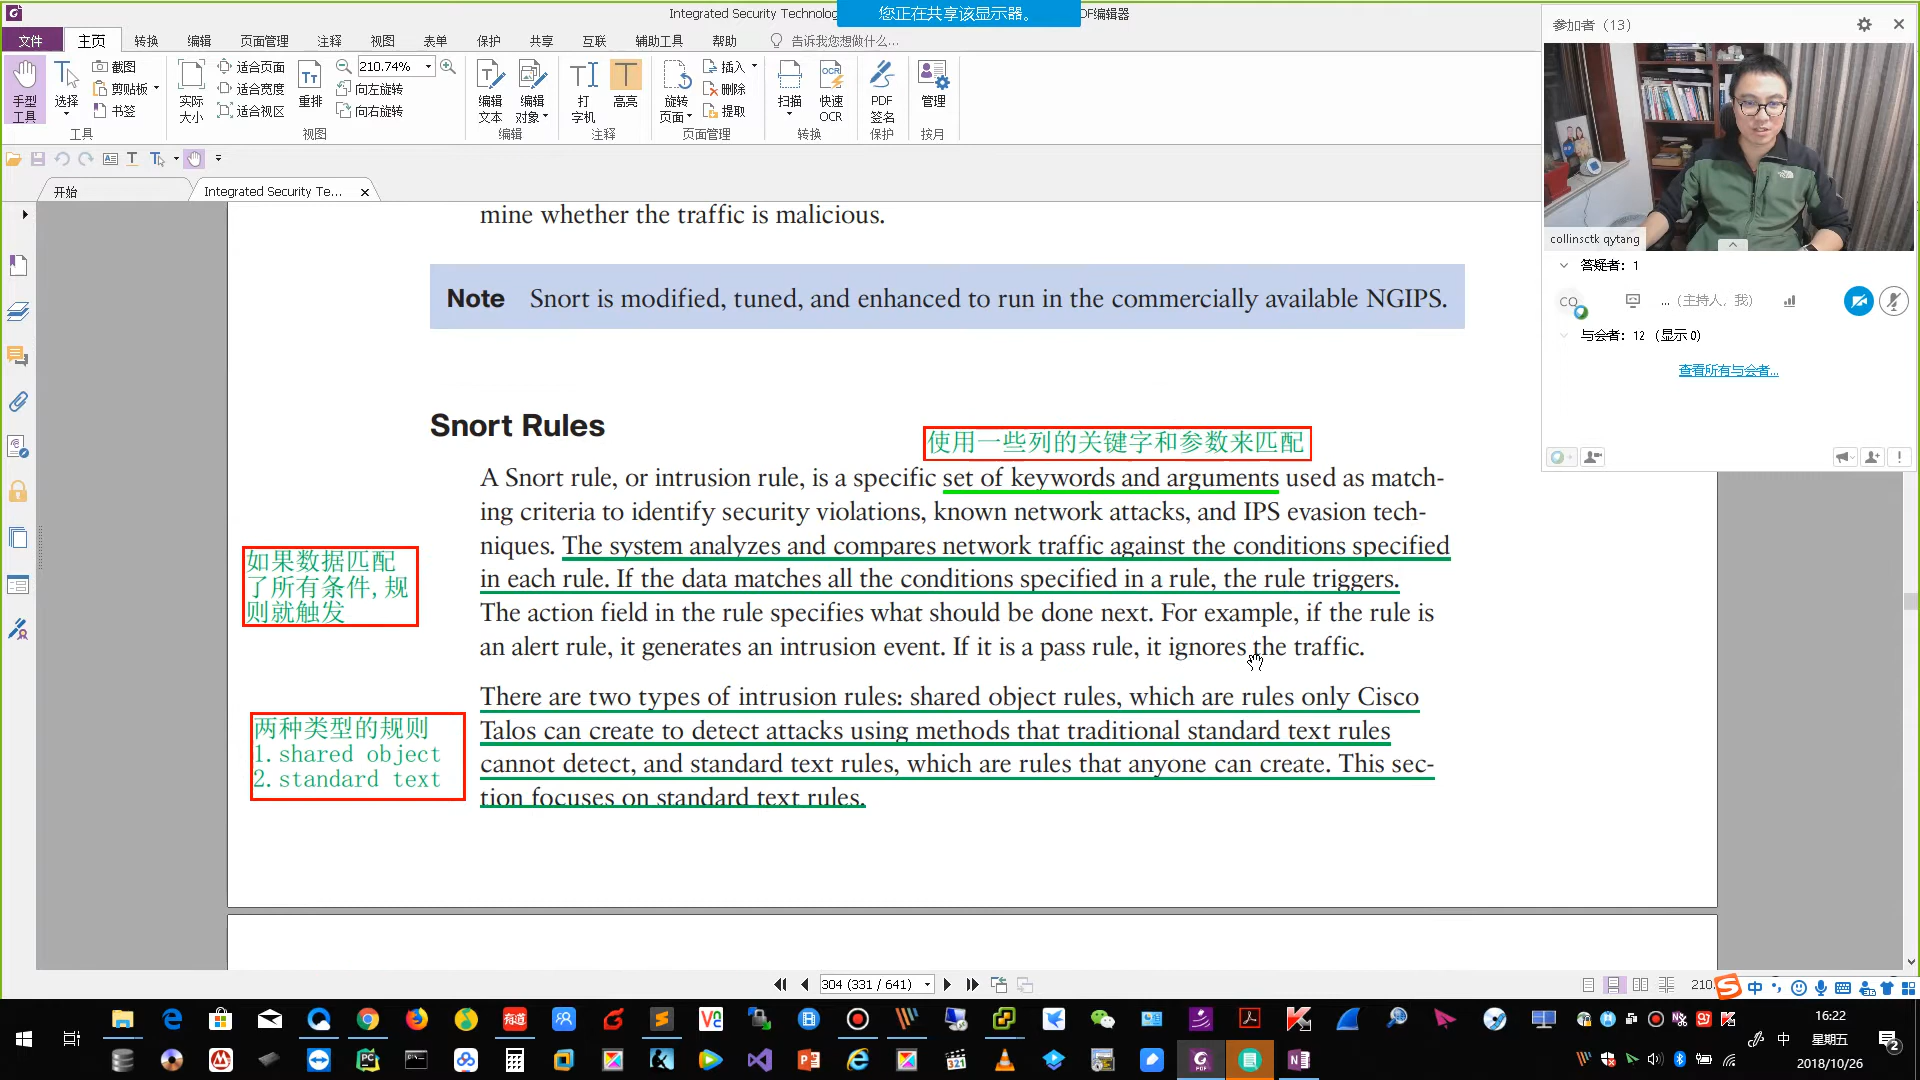 Integrated Security Technolog
您正在共享该显示器。
DF编辑器
文件
主页
转换
编辑
页面管理
注释
视图
表单
保护
共享
互联
辅助工具
帮助
告诉我您想做什么...
手型
工具
选择
截图
剪贴板
书签
工具
实际
大小
适合页面
适合宽度
适合视区
重排
210.74%
向左旋转
向右旋转
视图
编辑
文本
编辑
对象
编辑
打
字机
高亮
注释
旋转
页面
插入
删除
提取
页面管理
扫描
OCR
快速
OCR
转换
PDF
签名
保护
管理
按月
开始
Integrated Security Te...
mine whether the traffic is malicious.
Note Snort is modified, tuned, and enhanced to run in the commercially available NGIPS.
Snort Rules
使用一些列的关键字和参数来匹配
A Snort rule, or intrusion rule, is a specific set of keywords and arguments used as match-
ing criteria to identify security violations, known network attacks, and IPS evasion tech-
niques. The system analyzes and compares network traffic against the conditions specified
in each rule. If the data matches all the conditions specified in a rule, the rule triggers.
The action field in the rule specifies what should be done next. For example, if the rule is
an alert rule, it generates an intrusion event. If it is a pass rule, it ignores the traffic.
如果数据匹配
了所有条件,规
则就触发
There are two types of intrusion rules: shared object rules, which are rules only Cisco
Talos can create to detect attacks using methods that traditional standard text rules
cannot detect, and standard text rules, which are rules that anyone can create. This sec-
tion focuses on standard text rules.
两种类型的规则
1.shared object
2.standard text
参加者 (13)
collinsctk qytang
答疑者: 1
CQ
... (主持人, 我)
与会者: 12 (显示 0)
查看所有与会者...
304 (331 / 641)
210.
中
16:22
中
星期五
2018/10/26
2